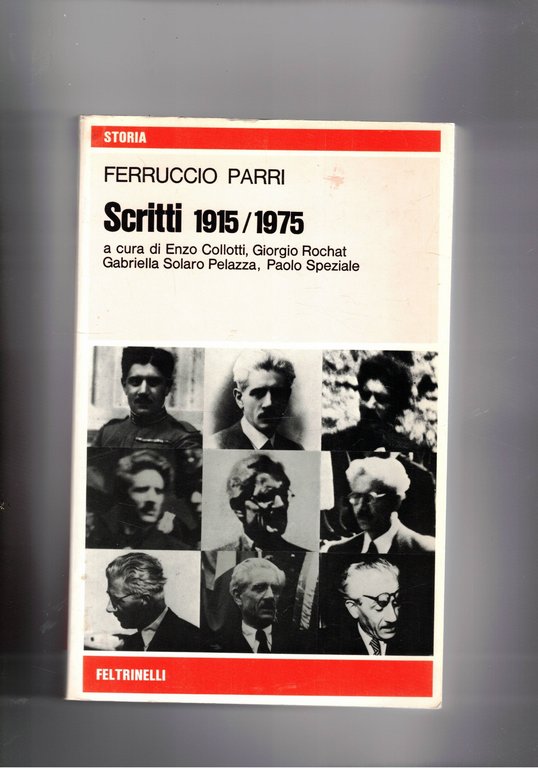 STORIA
FERRUCCIO PARRI
Scritti 1915/1975
a cura di Enzo Collotti, Giorgio Rochat
Gabriella Solaro Pelazza, Paolo Speziale
FELTRINELLI